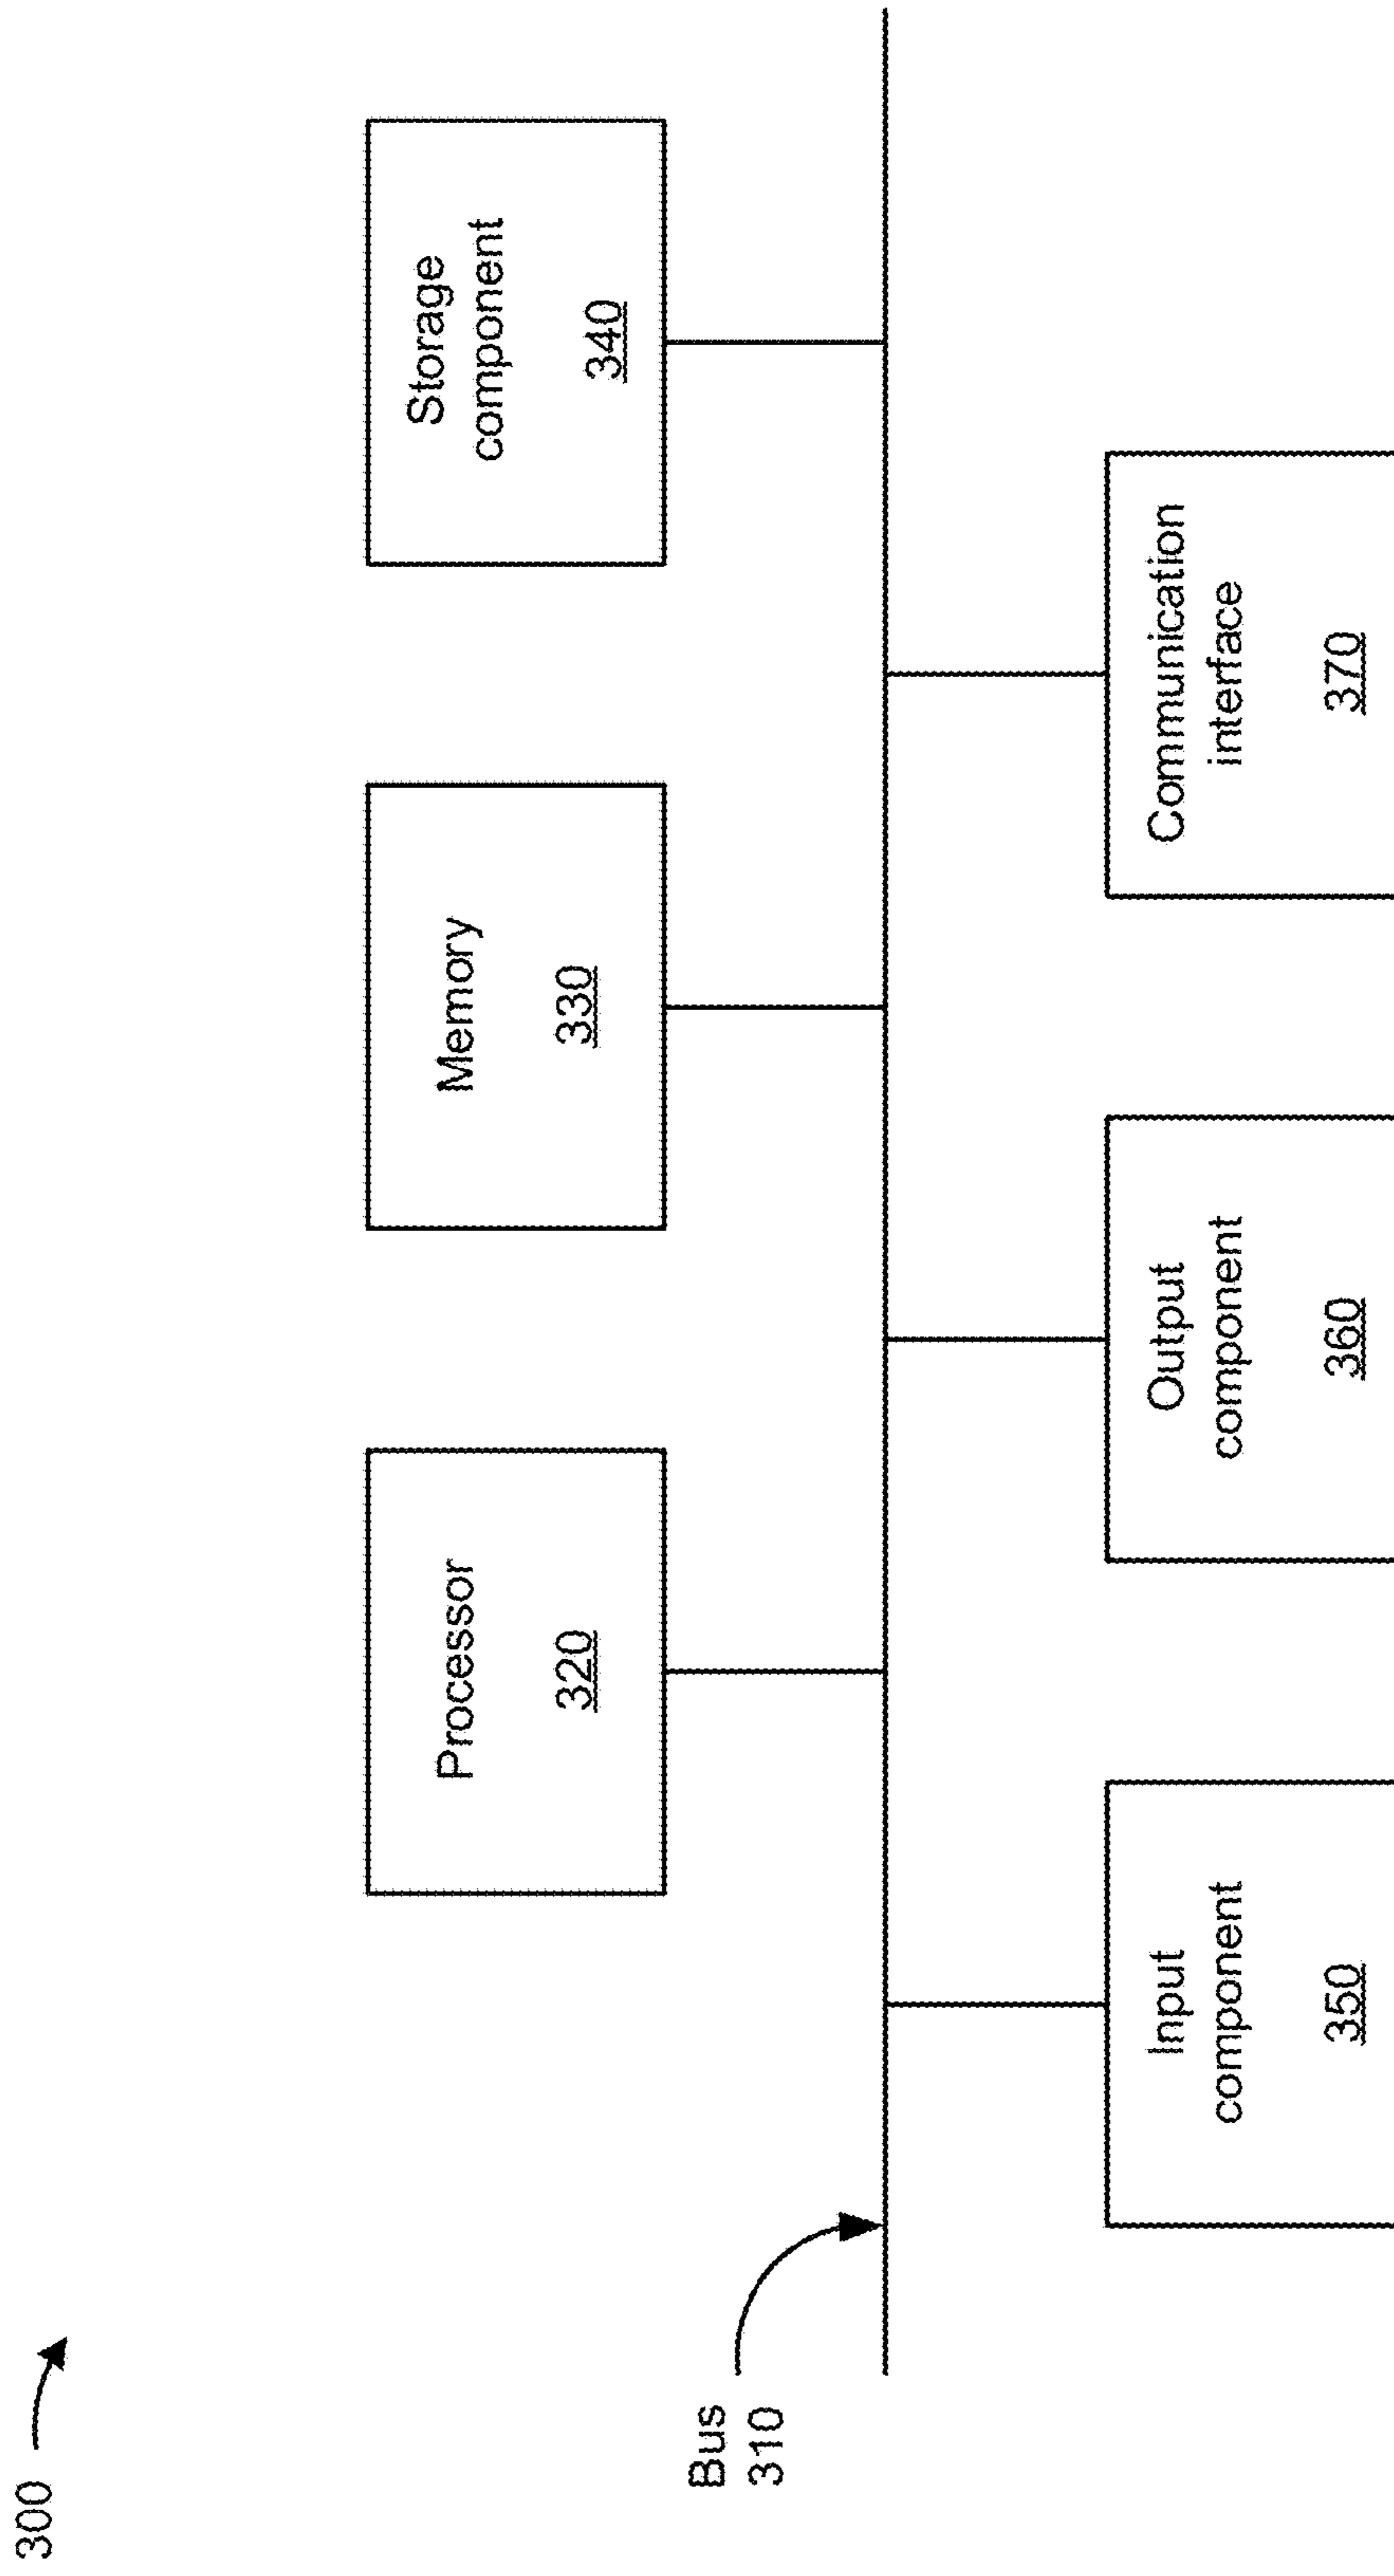 300
Processor
320
Memory
330
Storage
component
340
Bus
310
Input
component
350
Output
component
360
Communication
interface
370